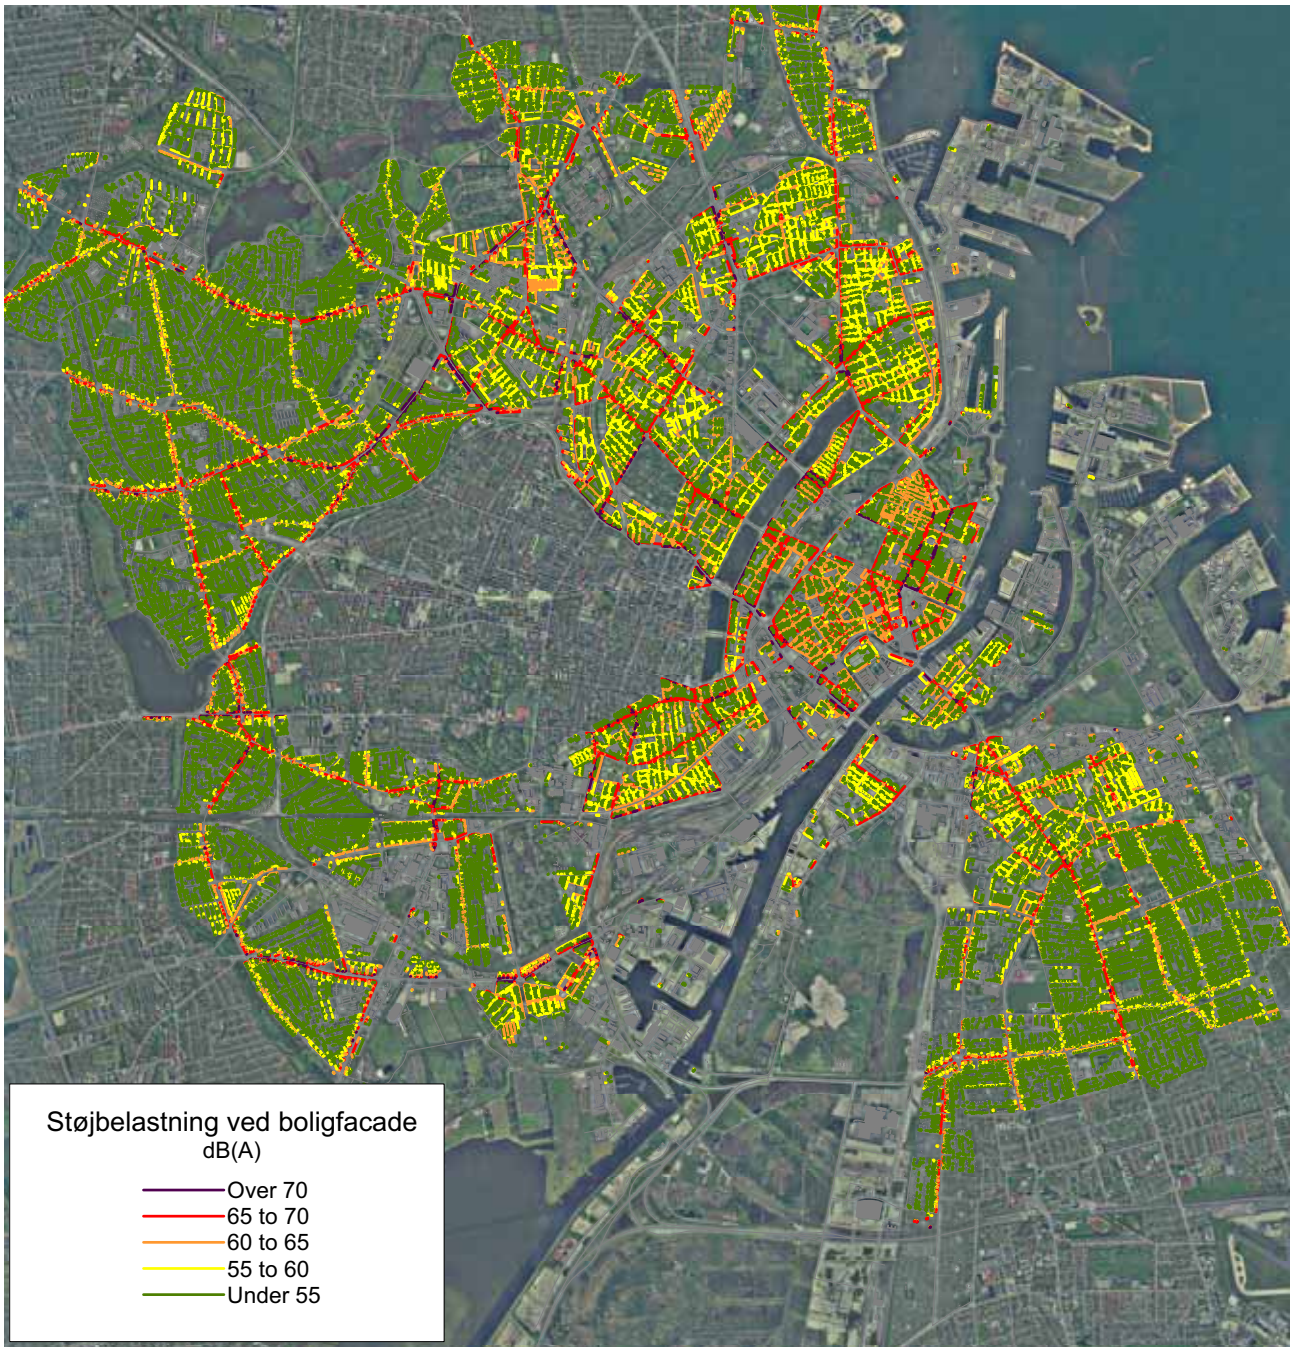 Støjbelastning ved boligfacade
dB(A)
Over 70
65 to 70
60 to 65
55 to 60
Under 55